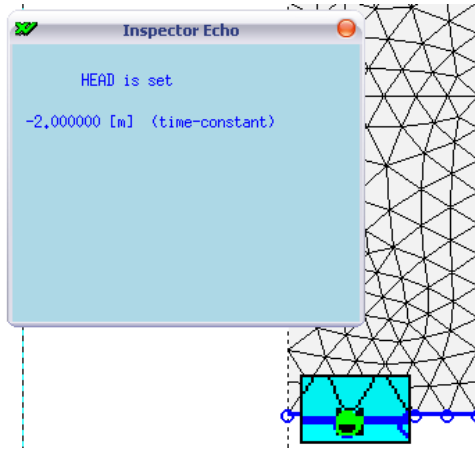 Inspector Echo
HEAD is set
-2.000000 [m] (time-constant)